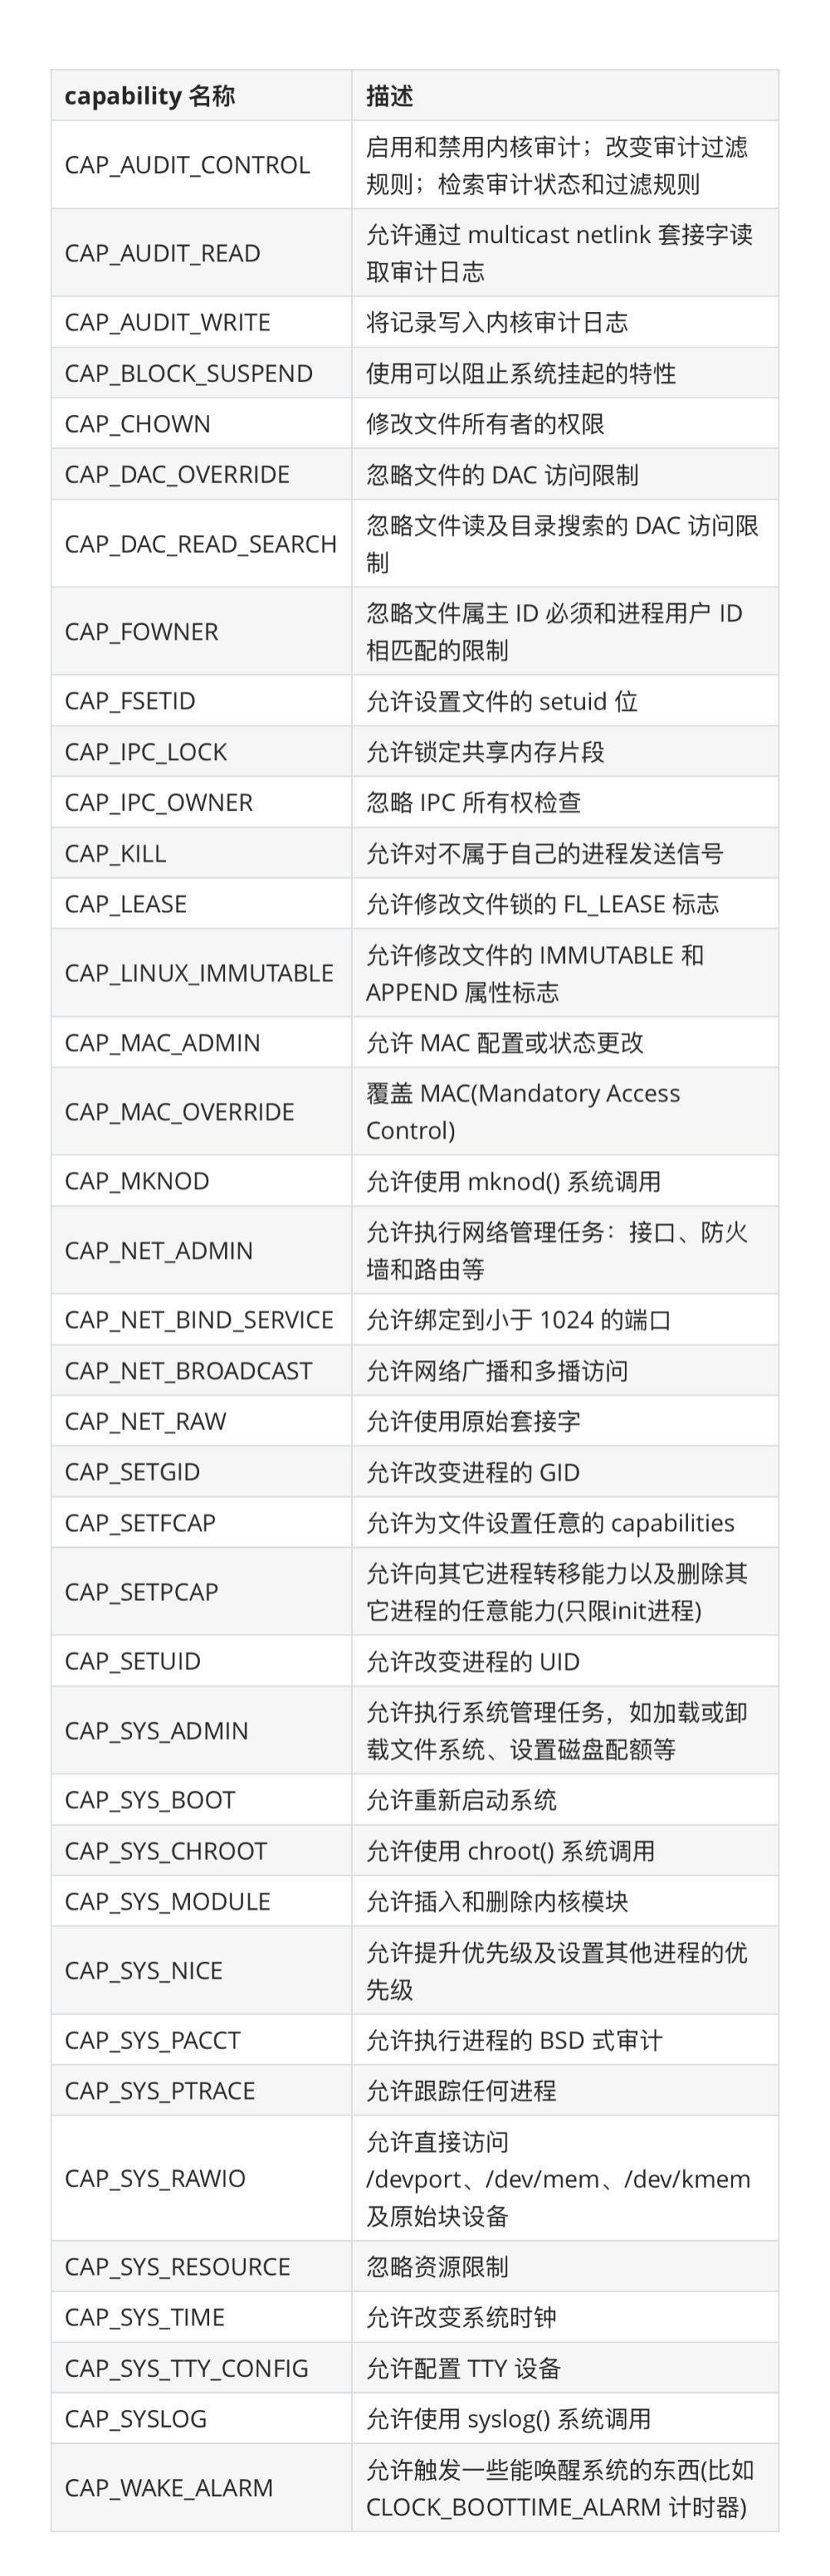 capability 名称 描述
CAP_AUDIT_CONTROL 启用和禁用内核审计；改变审计过滤
规则；检索审计状态和过滤规则
CAP_AUDIT_READ 允许通过 multicast netlink 套接字读
取审计日志
CAP_AUDIT_WRITE 将记录写入内核审计日志
CAP_BLOCK_SUSPEND 使用可以阻止系统挂起的特性
CAP_CHOWN 修改文件所有者的权限
CAP_DAC_OVERRIDE 忽略文件的 DAC 访问限制
CAP_DAC_READ_SEARCH 忽略文件读及目录搜索的 DAC 访问限
制
CAP_FOWNER 忽略文件属主 ID 必须和进程用户 ID
相匹配的限制
CAP_FSETID 允许设置文件的 setuid 位
CAP_IPC_LOCK 允许锁定共享内存片段
CAP_IPC_OWNER 忽略 IPC 所有权检查
CAP_KILL 允许对不属于自己的进程发送信号
CAP_LEASE 允许修改文件锁的 FL_LEASE 标志
CAP_LINUX_IMMUTABLE 允许修改文件的 IMMUTABLE 和
APPEND 属性标志
CAP_MAC_ADMIN 允许 MAC 配置或状态更改
CAP_MAC_OVERRIDE 覆盖 MAC(Mandatory Access
Control)
CAP_MKNOD 允许使用 mknod() 系统调用
CAP_NET_ADMIN 允许执行网络管理任务：接口、防火
墙和路由等
CAP_NET_BIND_SERVICE 允许绑定到小于 1024 的端口
CAP_NET_BROADCAST 允许网络广播和多播访问
CAP_NET_RAW 允许使用原始套接字
CAP_SETGID 允许改变进程的 GID
CAP_SETFCAP 允许为文件设置任意的 capabilities
CAP_SETPCAP 允许向其它进程转移能力以及删除其
它进程的任意能力(只限init进程)
CAP_SETUID 允许改变进程的 UID
CAP_SYS_ADMIN 允许执行系统管理任务，如加载或卸
载文件系统、设置磁盘配额等
CAP_SYS_BOOT 允许重新启动系统
CAP_SYS_CHROOT 允许使用 chroot() 系统调用
CAP_SYS_MODULE 允许插入和删除内核模块
CAP_SYS_NICE 允许提升优先级及设置其他进程的优
先级
CAP_SYS_PACCT 允许执行进程的 BSD 式审计
CAP_SYS_PTRACE 允许跟踪任何进程
CAP_SYS_RAWIO 允许直接访问
/devport、/dev/mem、/dev/kmem
及原始块设备
CAP_SYS_RESOURCE 忽略资源限制
CAP_SYS_TIME 允许改变系统时钟
CAP_SYS_TTY_CONFIG 允许配置 TTY 设备
CAP_SYSLOG 允许使用 syslog() 系统调用
CAP_WAKE_ALARM 允许触发一些能唤醒系统的东西(比如
CLOCK_BOOTTIME_ALARM 计时器)